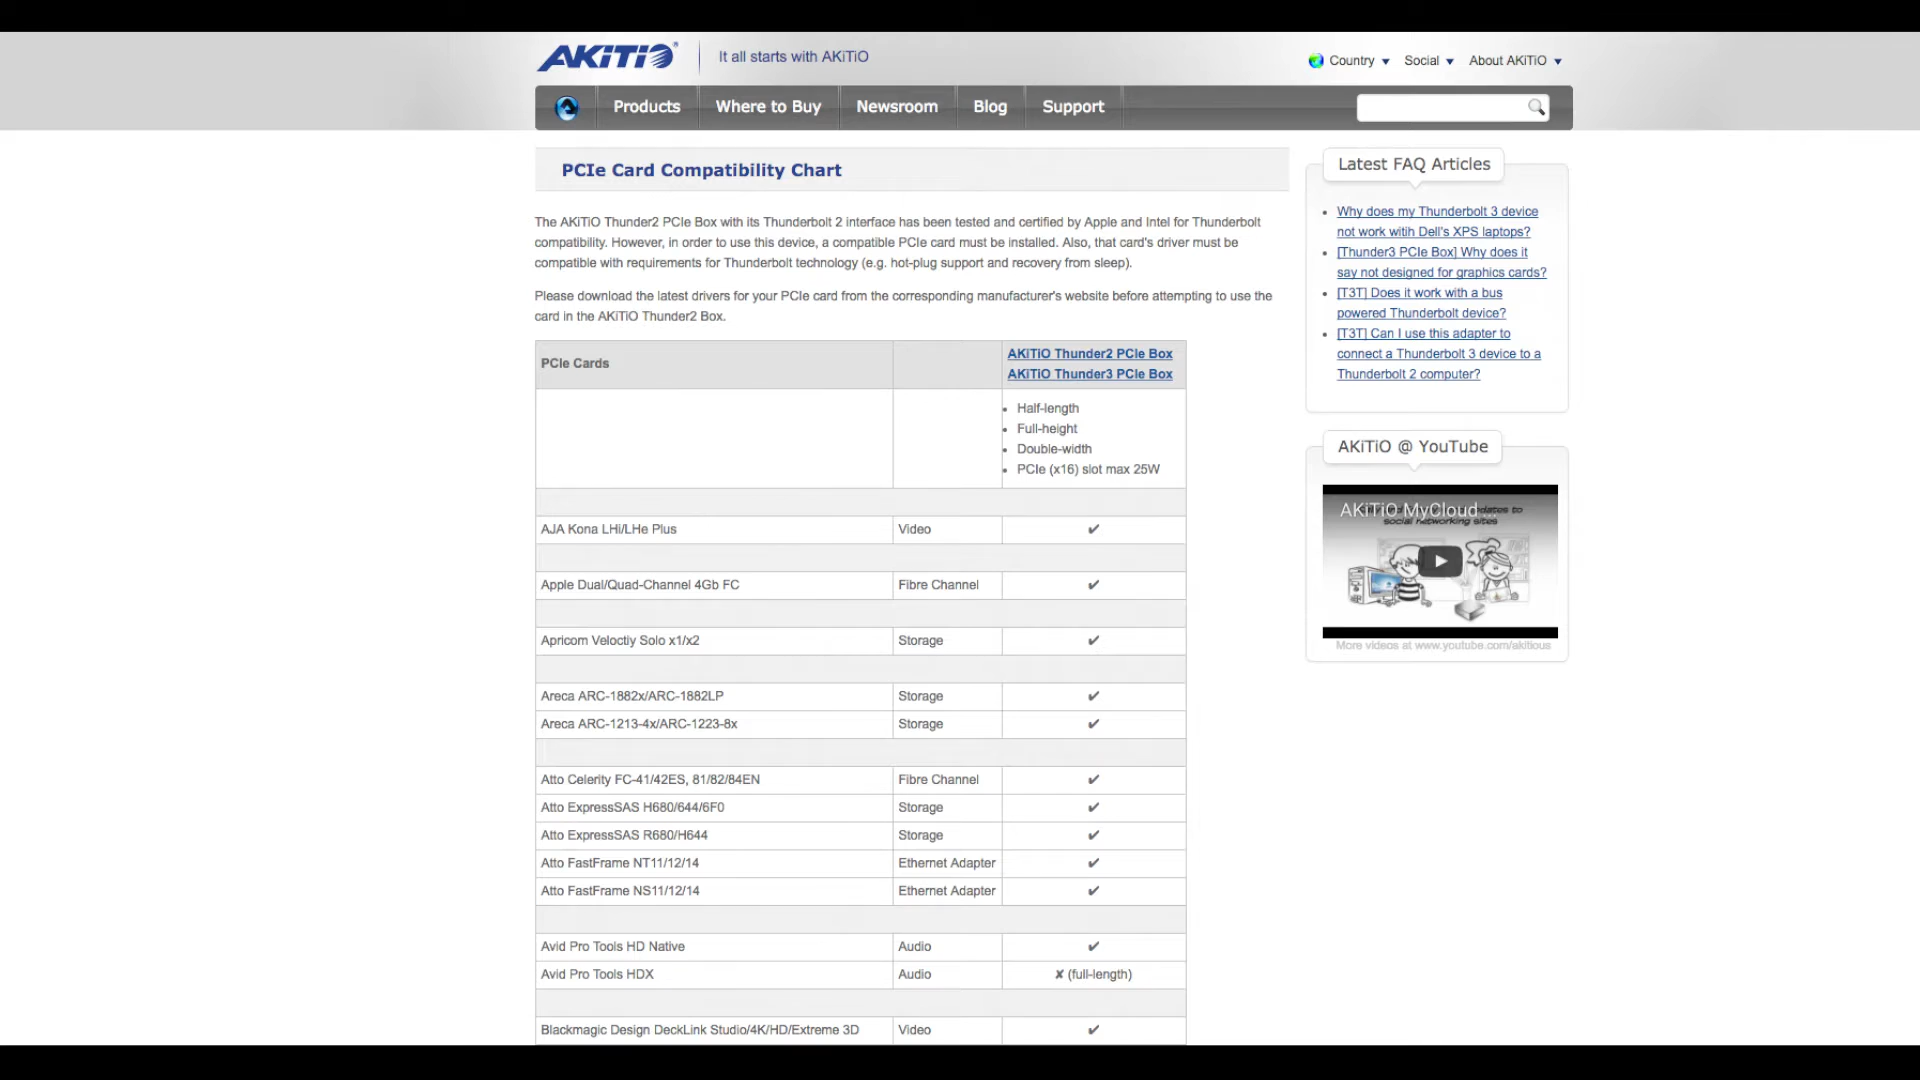 AKiTiO®
It all starts with AKiTiO
Country
Social
About AKiTiO
Products
Where to Buy
Newsroom
Blog
Support
PCIe Card Compatibility Chart
The AKiTiO Thunder2 PCIe Box with its Thunderbolt 2 interface has been tested and certified by Apple and Intel for Thunderbolt
compatibility. However, in order to use this device, a compatible PCIe card must be installed. Also, that card's driver must be
compatible with requirements for Thunderbolt technology (e.g. hot-plug support and recovery from sleep).
Please download the latest drivers for your PCIe card from the corresponding manufacturer's website before attempting to use the
card in the AKiTiO Thunder2 Box.
PCIe Cards
AKiTiO Thunder2 PCIe Box
AKiTiO Thunder3 PCIe Box
• Half-length
• Full-height
• Double-width
• PCIe (x16) slot max 25W
AJA Kona LHi/LHe Plus Video ✔
Apple Dual/Quad-Channel 4Gb FC Fibre Channel ✔
Apricom Veloctiy Solo x1/x2 Storage ✔
Areca ARC-1882x/ARC-1882LP Storage ✔
Areca ARC-1213-4x/ARC-1223-8x Storage ✔
Atto Celerity FC-41/42ES, 81/82/84EN Fibre Channel ✔
Atto ExpressSAS H680/644/6F0 Storage ✔
Atto ExpressSAS R680/H644 Storage ✔
Atto FastFrame NT11/12/14 Ethernet Adapter ✔
Atto FastFrame NS11/12/14 Ethernet Adapter ✔
Avid Pro Tools HD Native Audio ✔
Avid Pro Tools HDX Audio ✘ (full-length)
Blackmagic Design DeckLink Studio/4K/HD/Extreme 3D Video ✔
Latest FAQ Articles
• Why does my Thunderbolt 3 device
not work witih Dell's XPS laptops?
• [Thunder3 PCIe Box] Why does it
say not designed for graphics cards?
• [T3T] Does it work with a bus
powered Thunderbolt device?
• [T3T] Can I use this adapter to
connect a Thunderbolt 3 device to a
Thunderbolt 2 computer?
AKiTiO @ YouTube
AKiTiO MyCloud ...
updates to
social networking sites
More videos at www.youtube.com/akitious